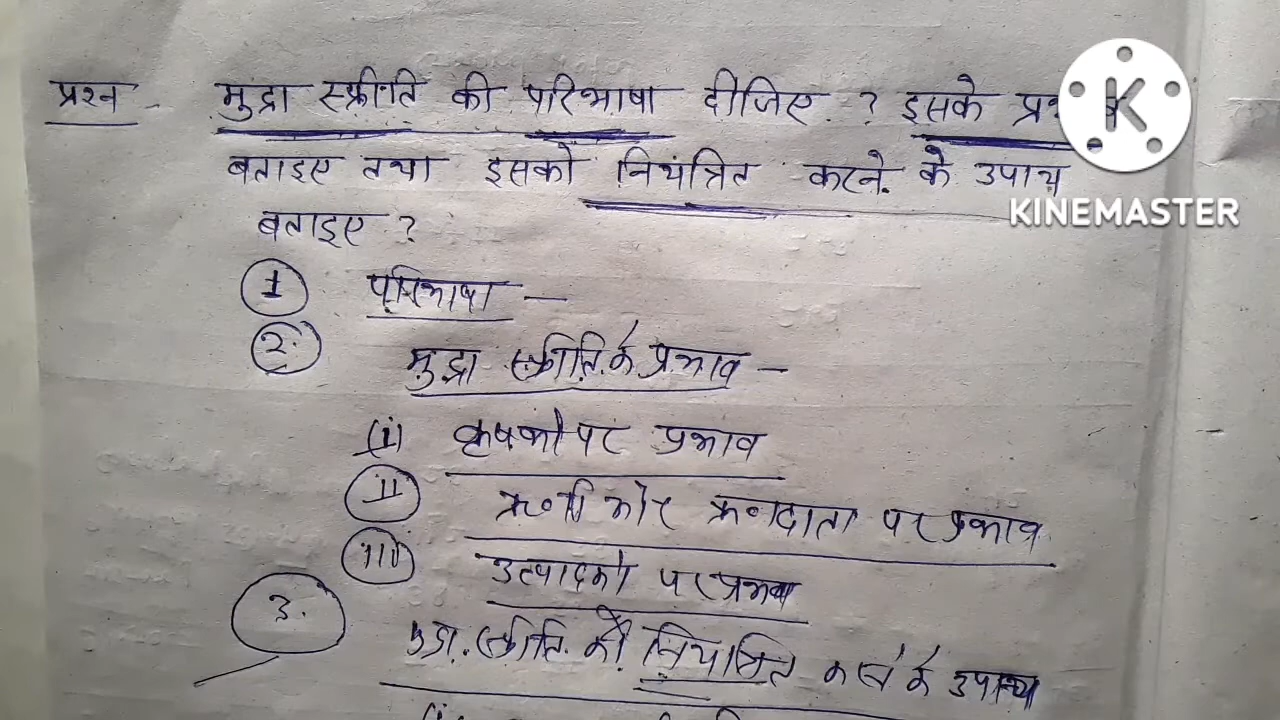 प्रश्न - मुद्रा स्फीति की परिभाषा दीजिए ? इसके
बताइए तथा इसको नियंत्रित करने के उपाय
बताइए ?
1 परिभाषा -
2. मुद्रा स्फीति के प्रभाव -
(i) कृषको पर प्रभाव
II ऋणी और ऋणदाता पर प्रभाव
III उत्पादको पर प्रभाव
3. मुद्रा स्फीति को नियंत्रित करने के उपाय
K
KINEMASTER